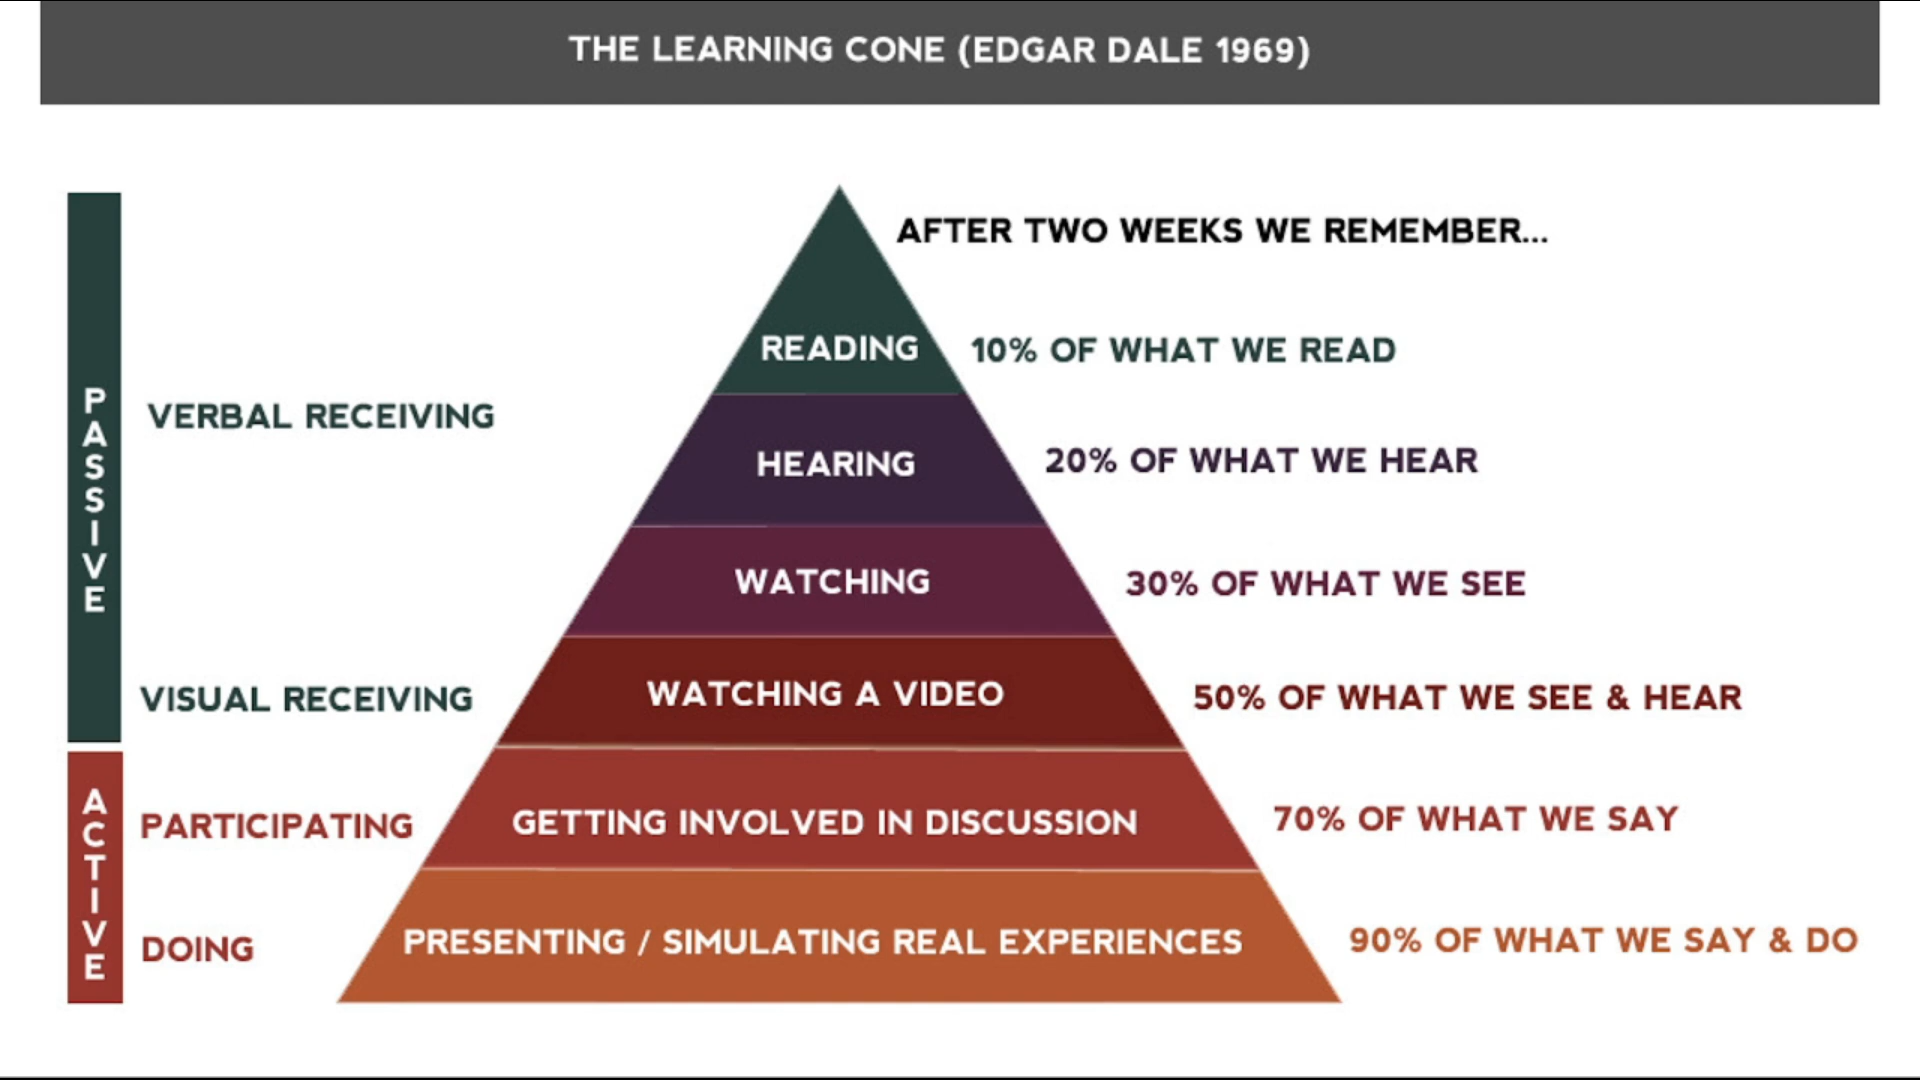 THE LEARNING CONE (EDGAR DALE 1969)
AFTER TWO WEEKS WE REMEMBER...
PASSIVE
VERBAL RECEIVING
READING
10% OF WHAT WE READ
HEARING
20% OF WHAT WE HEAR
WATCHING
30% OF WHAT WE SEE
VISUAL RECEIVING
WATCHING A VIDEO
50% OF WHAT WE SEE & HEAR
ACTIVE
PARTICIPATING
GETTING INVOLVED IN DISCUSSION
70% OF WHAT WE SAY
DOING
PRESENTING / SIMULATING REAL EXPERIENCES
90% OF WHAT WE SAY & DO